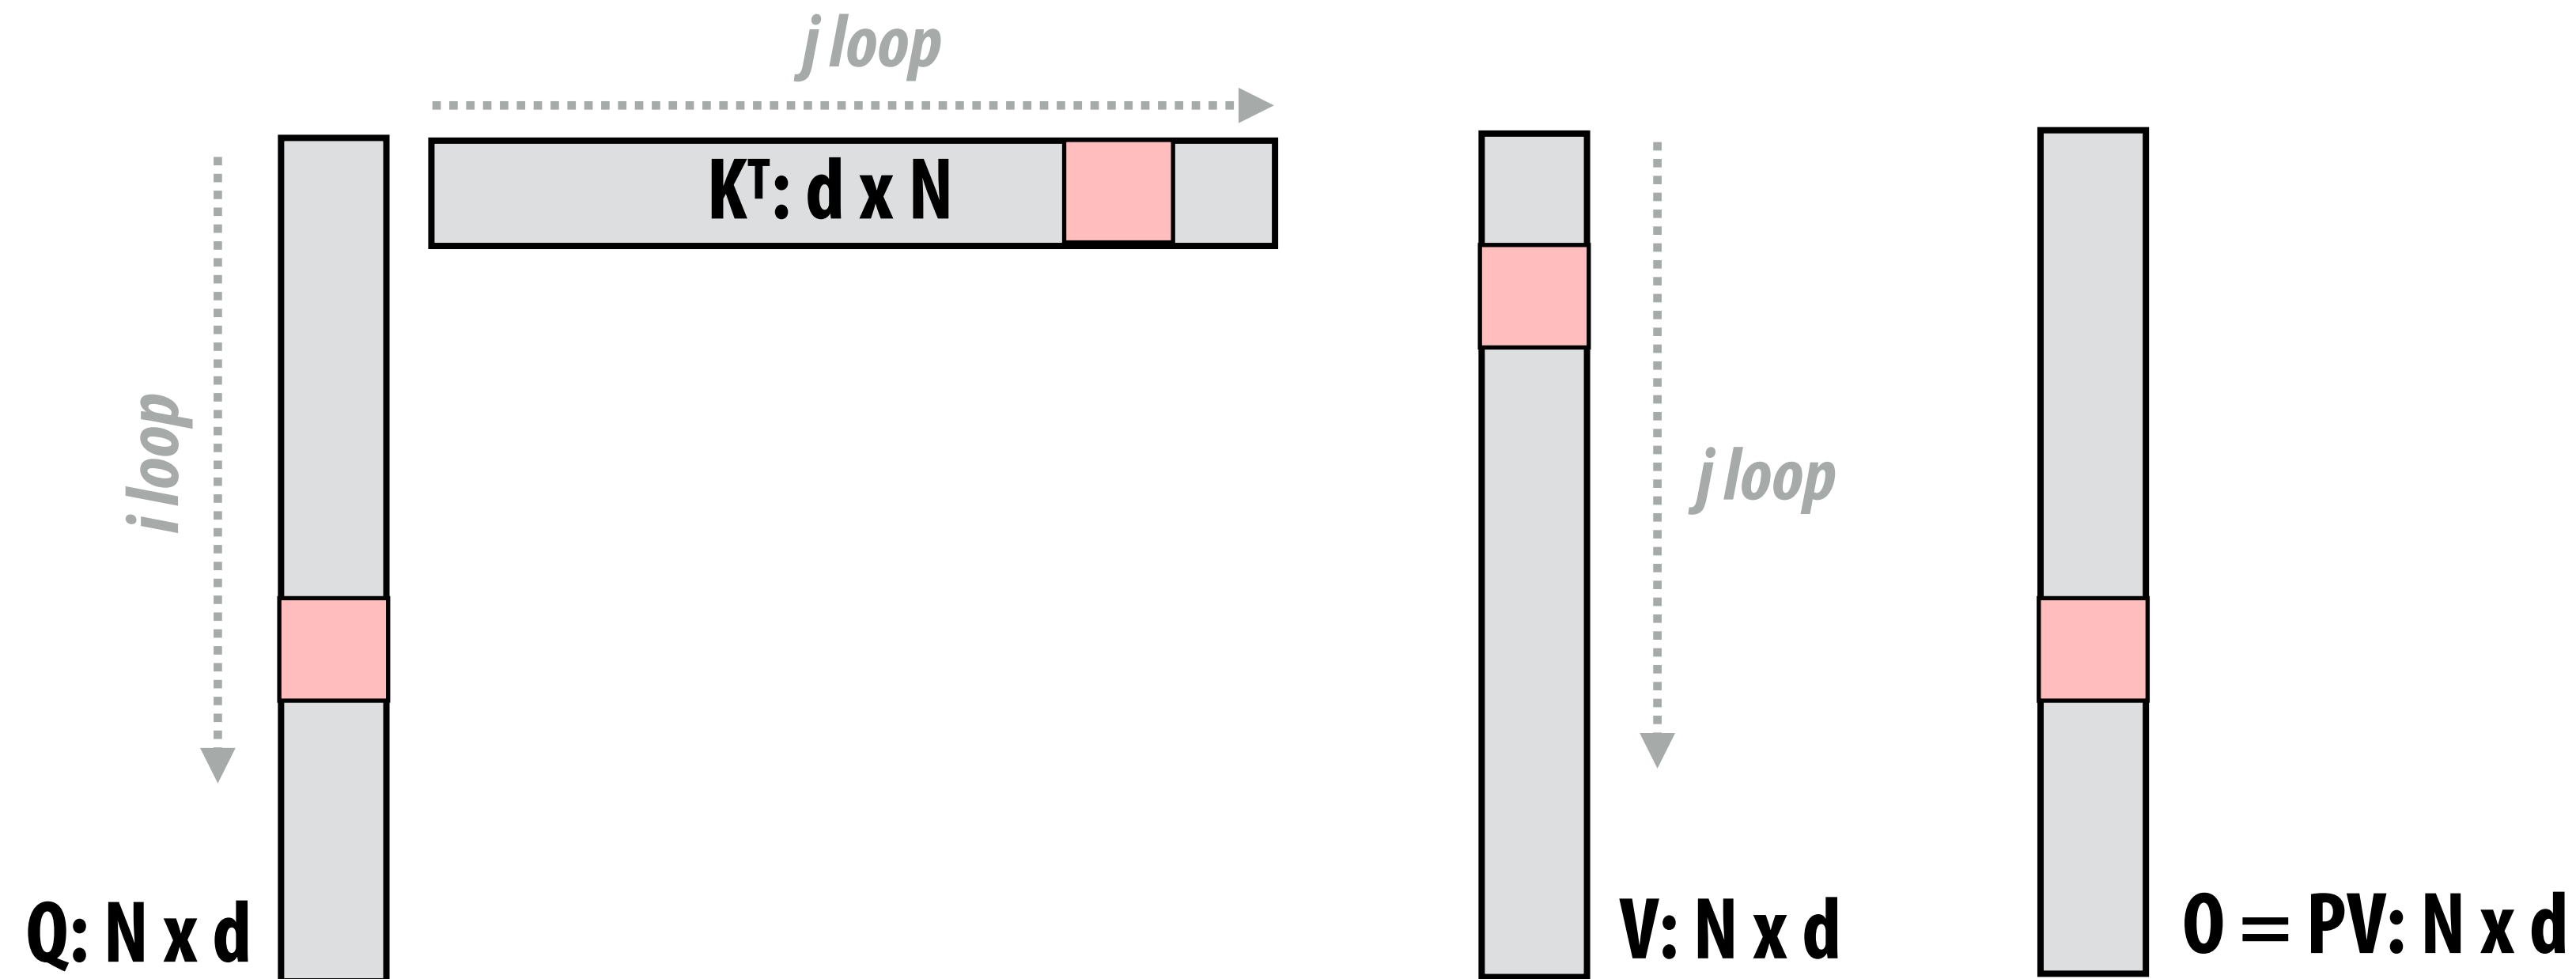 j loop
Kᵀ: d x N
i loop
j loop
Q: N x d
V: N x d
O = PV: N x d